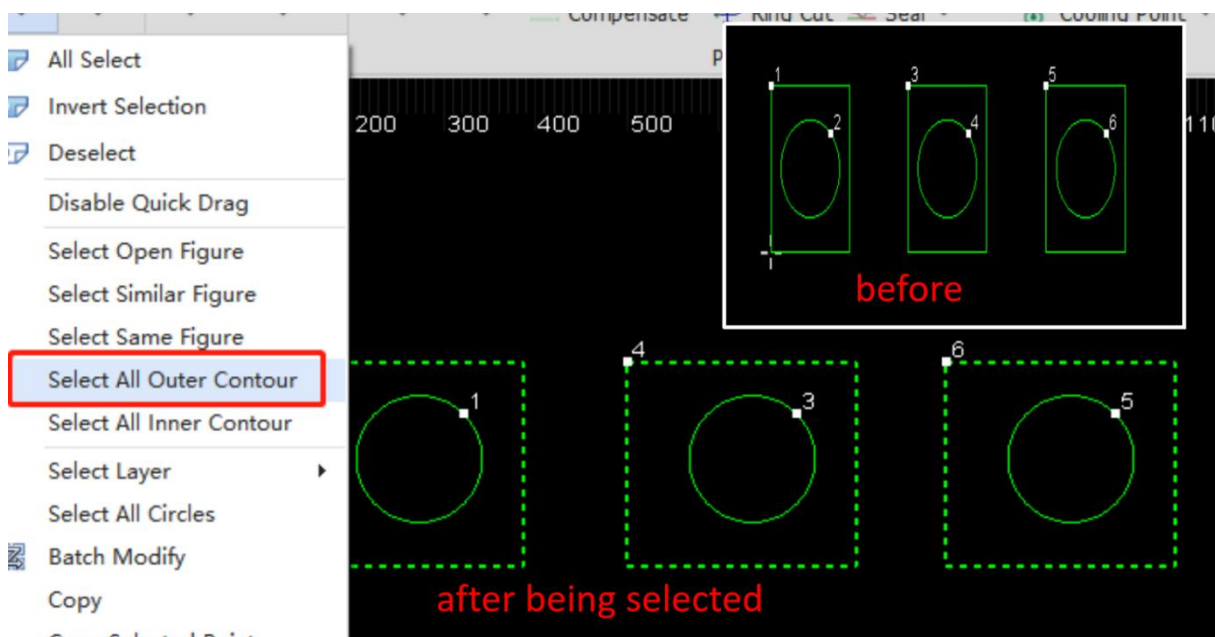 Compensate
Ring Cut
Seal
Cooling Point
All Select
Invert Selection
Deselect
Disable Quick Drag
Select Open Figure
Select Similar Figure
Select Same Figure
Select All Outer Contour
Select All Inner Contour
Select Layer
Select All Circles
Batch Modify
Copy
P
200 300 400 500
1 3 5
2 4 6
before
4 6
1 3 5
after being selected